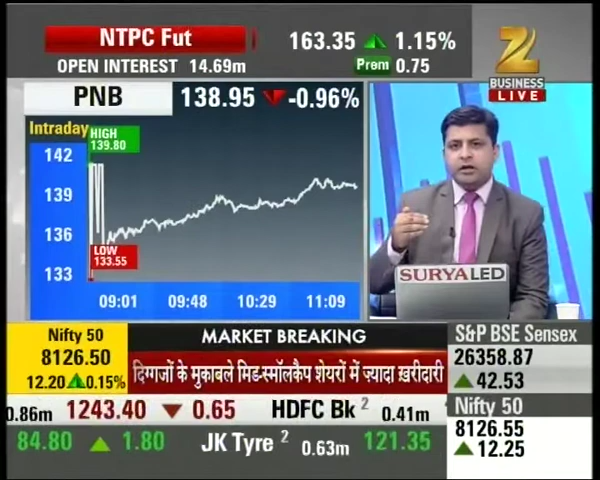 NTPC Fut
163.35 1.15%
OPEN INTEREST 14.69m
Prem 0.75
Z
BUSINESS
LIVE
PNB
138.95 -0.96%
Intraday
HIGH
139.80
142
139
136
133
LOW
133.55
09:01 09:48 10:29 11:09
SURYALED
Nifty 50
8126.50
12.20 0.15%
MARKET BREAKING
दिग्गजों के मुकाबले मिड-स्मॉलकैप शेयरों में ज्यादा ख़रीदारी
S&P BSE Sensex
26358.87
42.53
Nifty 50
8126.55
12.25
0.86m 1243.40 0.65 HDFC Bk 2 0.41m
84.80 1.80 JK Tyre 2 0.63m 121.35